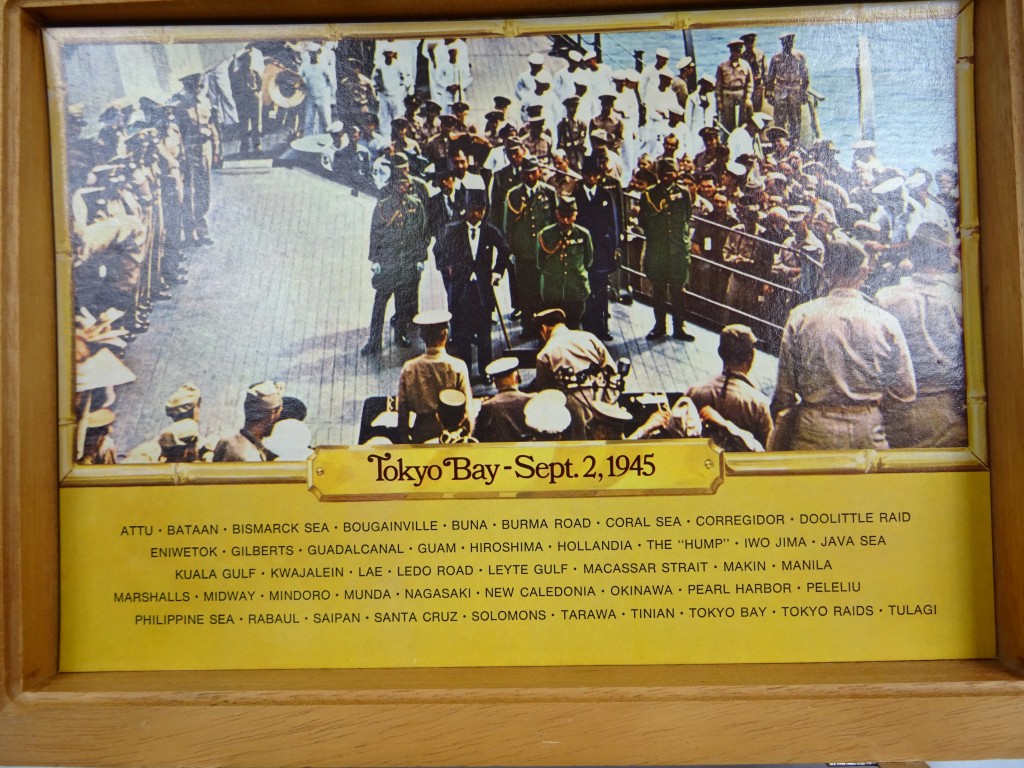 Tokyo Bay - Sept. 2, 1945
ATTU · BATAAN · BISMARCK SEA · BOUGAINVILLE · BUNA · BURMA ROAD · CORAL SEA · CORREGIDOR · DOOLITTLE RAID
ENIWETOK · GILBERTS · GUADALCANAL · GUAM · HIROSHIMA · HOLLANDIA · THE "HUMP" · IWO JIMA · JAVA SEA
KUALA GULF · KWAJALEIN · LAE · LEDO ROAD · LEYTE GULF · MACASSAR STRAIT · MAKIN · MANILA
MARSHALLS · MIDWAY · MINDORO · MUNDA · NAGASAKI · NEW CALEDONIA · OKINAWA · PEARL HARBOR · PELELIU
PHILIPPINE SEA · RABAUL · SAIPAN · SANTA CRUZ · SOLOMONS · TARAWA · TINIAN · TOKYO BAY · TOKYO RAIDS · TULAGI